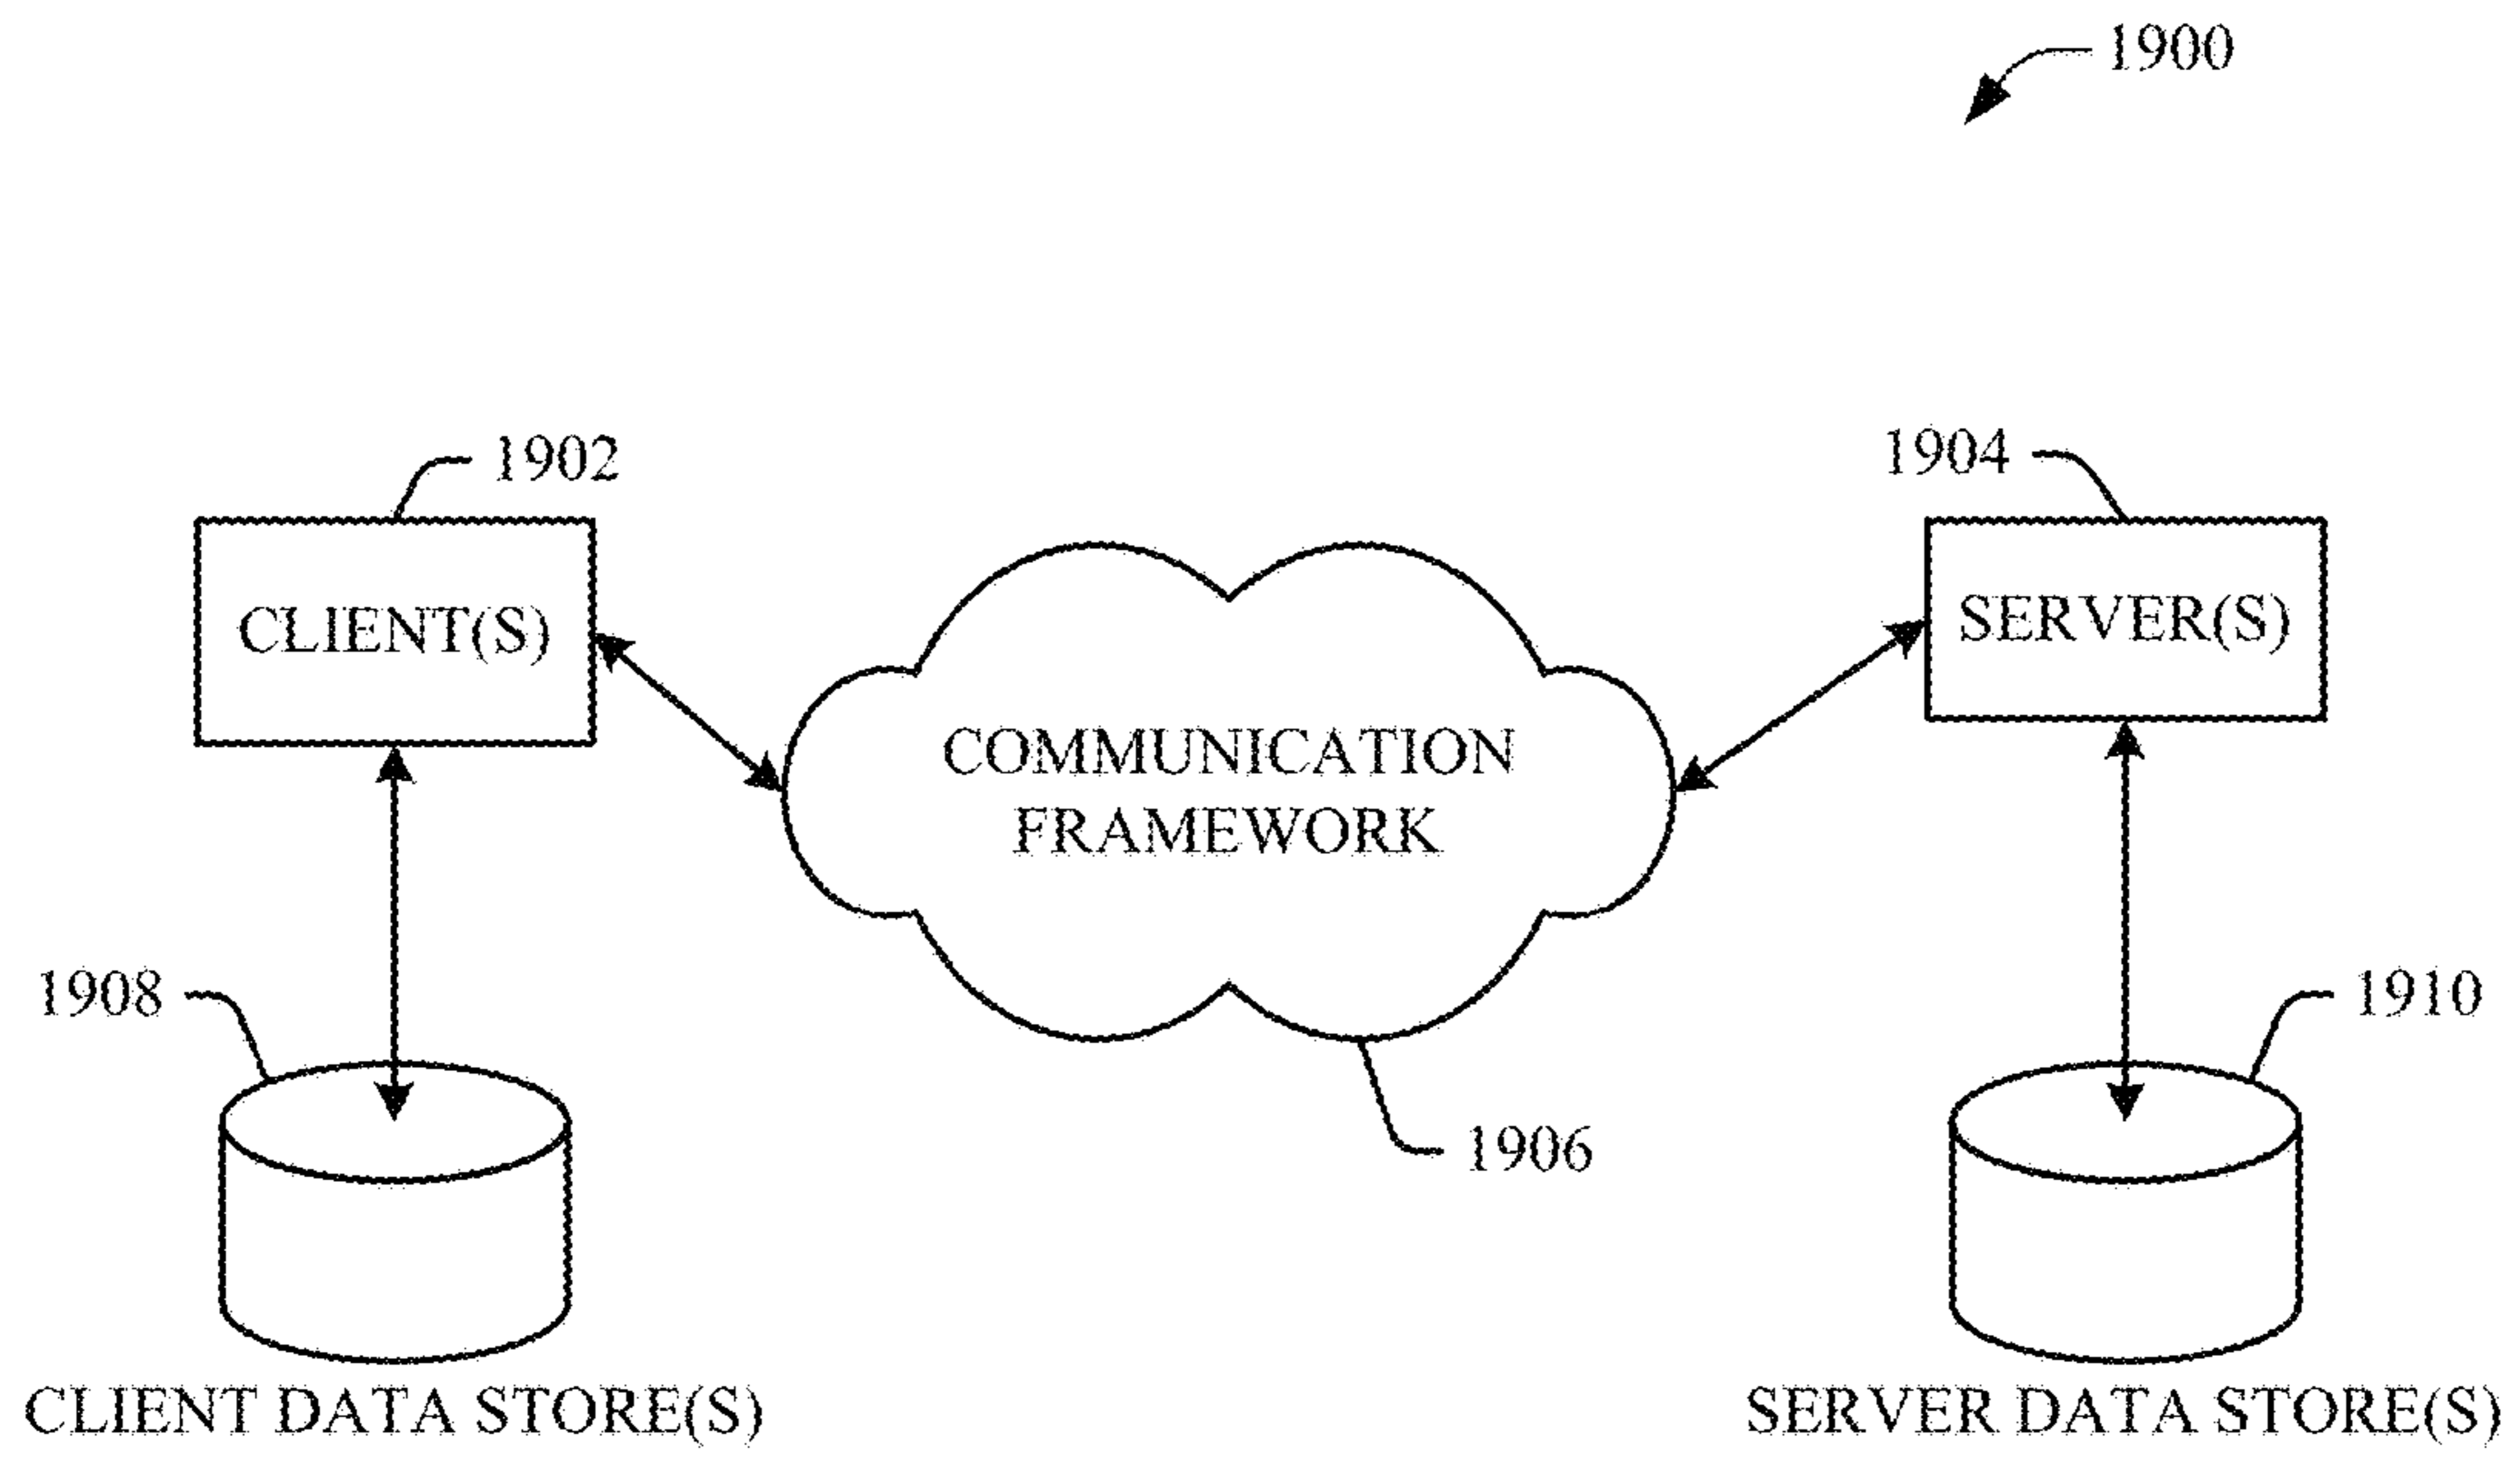 1900
1902
1904
CLIENT(S)
SERVER(S)
COMMUNICATION
FRAMEWORK
1908
1910
1906
CLIENT DATA STORE(S)
SERVER DATA STORE(S)